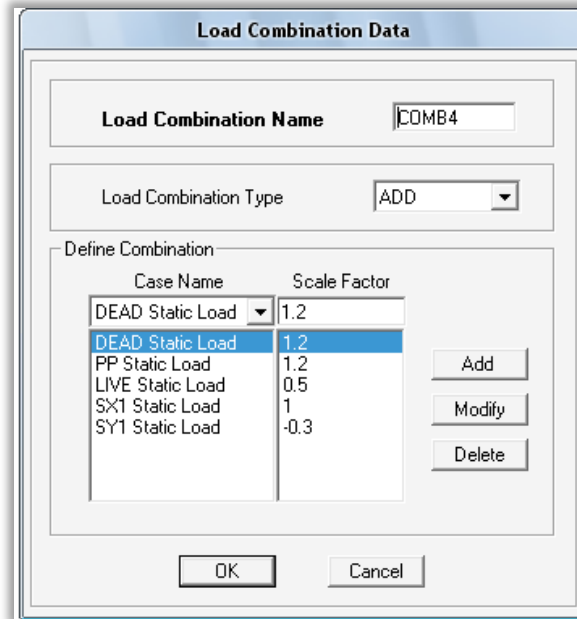 Load Combination Data
Load Combination Name COMB4
Load Combination Type ADD
Define Combination
Case Name Scale Factor
DEAD Static Load 1.2
DEAD Static Load 1.2
PP Static Load 1.2
LIVE Static Load 0.5
SX1 Static Load 1
SY1 Static Load -0.3
Add
Modify
Delete
OK Cancel